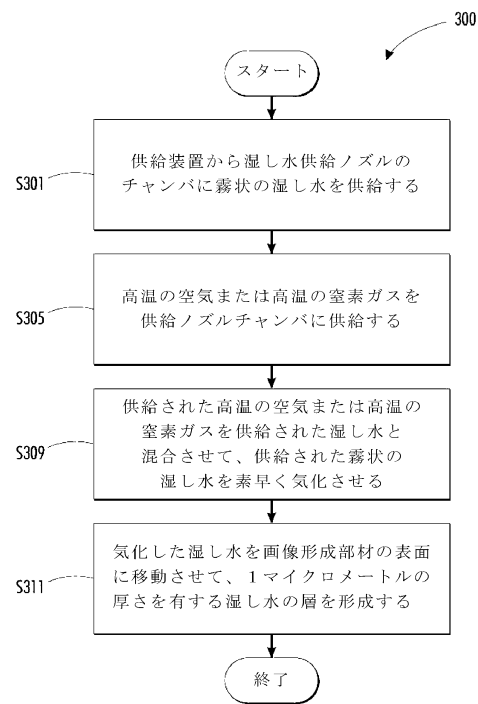 300
スタート
S301
供給装置から湿し水供給ノズルの
チャンバに霧状の湿し水を供給する
S305
高温の空気または高温の窒素ガスを
供給ノズルチャンバに供給する
S309
供給された高温の空気または高温の
窒素ガスを供給された湿し水と
混合させて、供給された霧状の
湿し水を素早く気化させる
S311
気化した湿し水を画像形成部材の表面
に移動させて、１マイクロメートルの
厚さを有する湿し水の層を形成する
終了